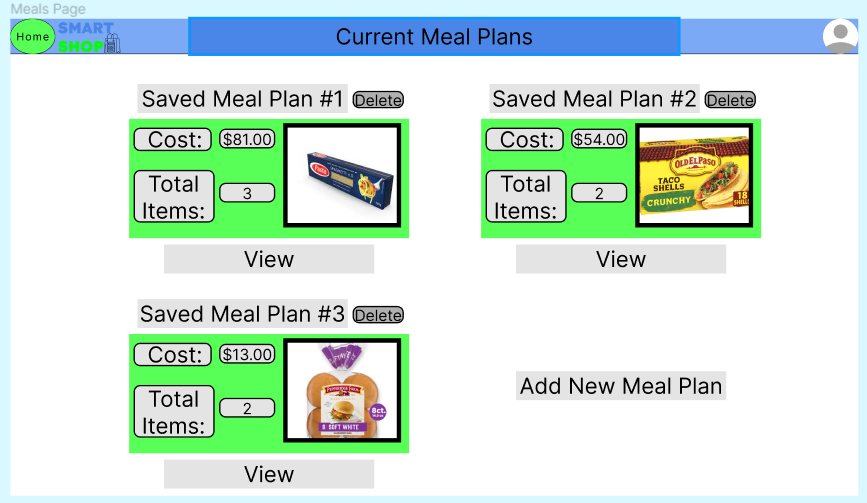 Meals Page
Home
SMART
SHOP
Current Meal Plans
Saved Meal Plan #1
Delete
Cost:
$81.00
Total
Items:
3
View
Saved Meal Plan #2
Delete
Cost:
$54.00
Total
Items:
2
OLD EL PASO
TACO
SHELLS
CRUNCHY
18
SHELLS
View
Saved Meal Plan #3
Delete
Cost:
$13.00
Total
Items:
2
PEPPERIDGE FARM
8ct.
8 SOFT WHITE
View
Add New Meal Plan